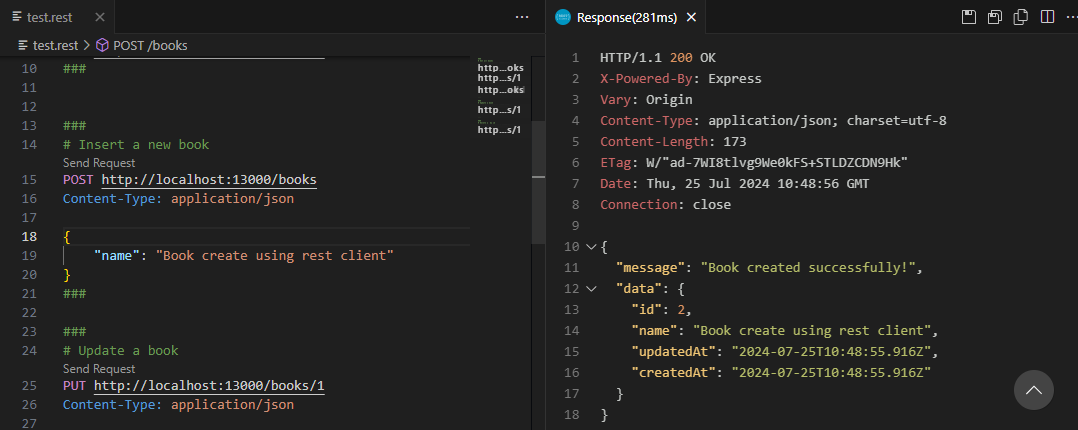 test.rest
test.rest > POST /books
10 ###
11
12
13 ###
14 # Insert a new book
Send Request
15 POST http://localhost:13000/books
16 Content-Type: application/json
17
18 {
19 "name": "Book create using rest client"
20 }
21 ###
22
23 ###
24 # Update a book
Send Request
25 PUT http://localhost:13000/books/1
26 Content-Type: application/json
27
http...oks
http...s/1
http...oks
http...s/1
http...s/1
Response(281ms)
1 HTTP/1.1 200 OK
2 X-Powered-By: Express
3 Vary: Origin
4 Content-Type: application/json; charset=utf-8
5 Content-Length: 173
6 ETag: W/"ad-7WI8tlvg9We0kFS+STLDZCDN9Hk"
7 Date: Thu, 25 Jul 2024 10:48:56 GMT
8 Connection: close
9
10 {
11 "message": "Book created successfully!",
12 "data": {
13 "id": 2,
14 "name": "Book create using rest client",
15 "updatedAt": "2024-07-25T10:48:55.916Z",
16 "createdAt": "2024-07-25T10:48:55.916Z"
17 }
18 }